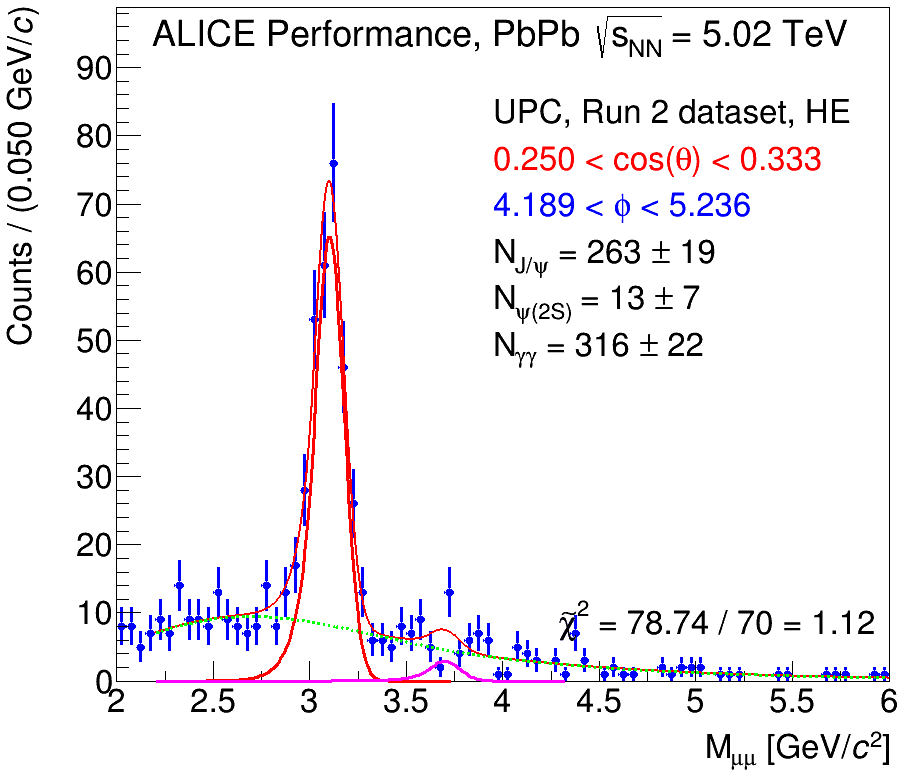 ALICE Performance, PbPb √s_NN = 5.02 TeV
UPC, Run 2 dataset, HE
0.250 < cos(θ) < 0.333
4.189 < ϕ < 5.236
N_J/ψ = 263 ± 19
N_ψ(2S) = 13 ± 7
N_γγ = 316 ± 22
χ̃² = 78.74 / 70 = 1.12
Counts / (0.050 GeV/c)
90
80
70
60
50
40
30
20
10
0
2 2.5 3 3.5 4 4.5 5 5.5 6
M_μμ [GeV/c²]